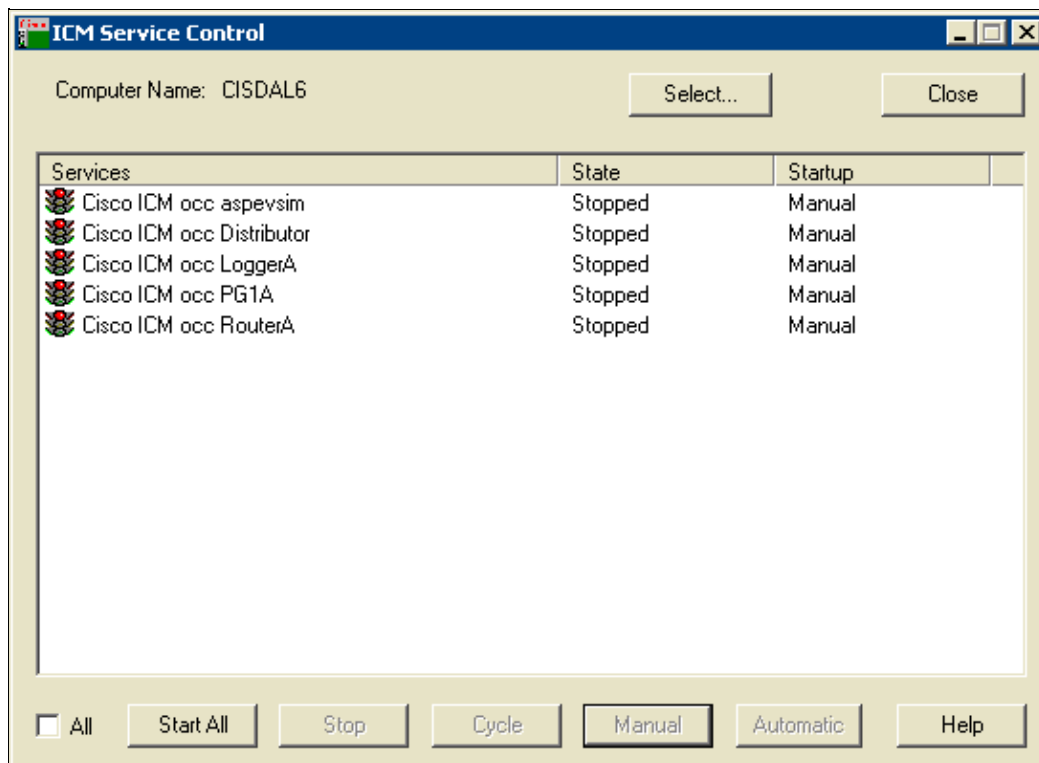 ICM Service Control
Computer Name: CISDAL6 Select... Close
Services State Startup
Cisco ICM occ aspevsim Stopped Manual
Cisco ICM occ Distributor Stopped Manual
Cisco ICM occ LoggerA Stopped Manual
Cisco ICM occ PG1A Stopped Manual
Cisco ICM occ RouterA Stopped Manual
All Start All Stop Cycle Manual Automatic Help